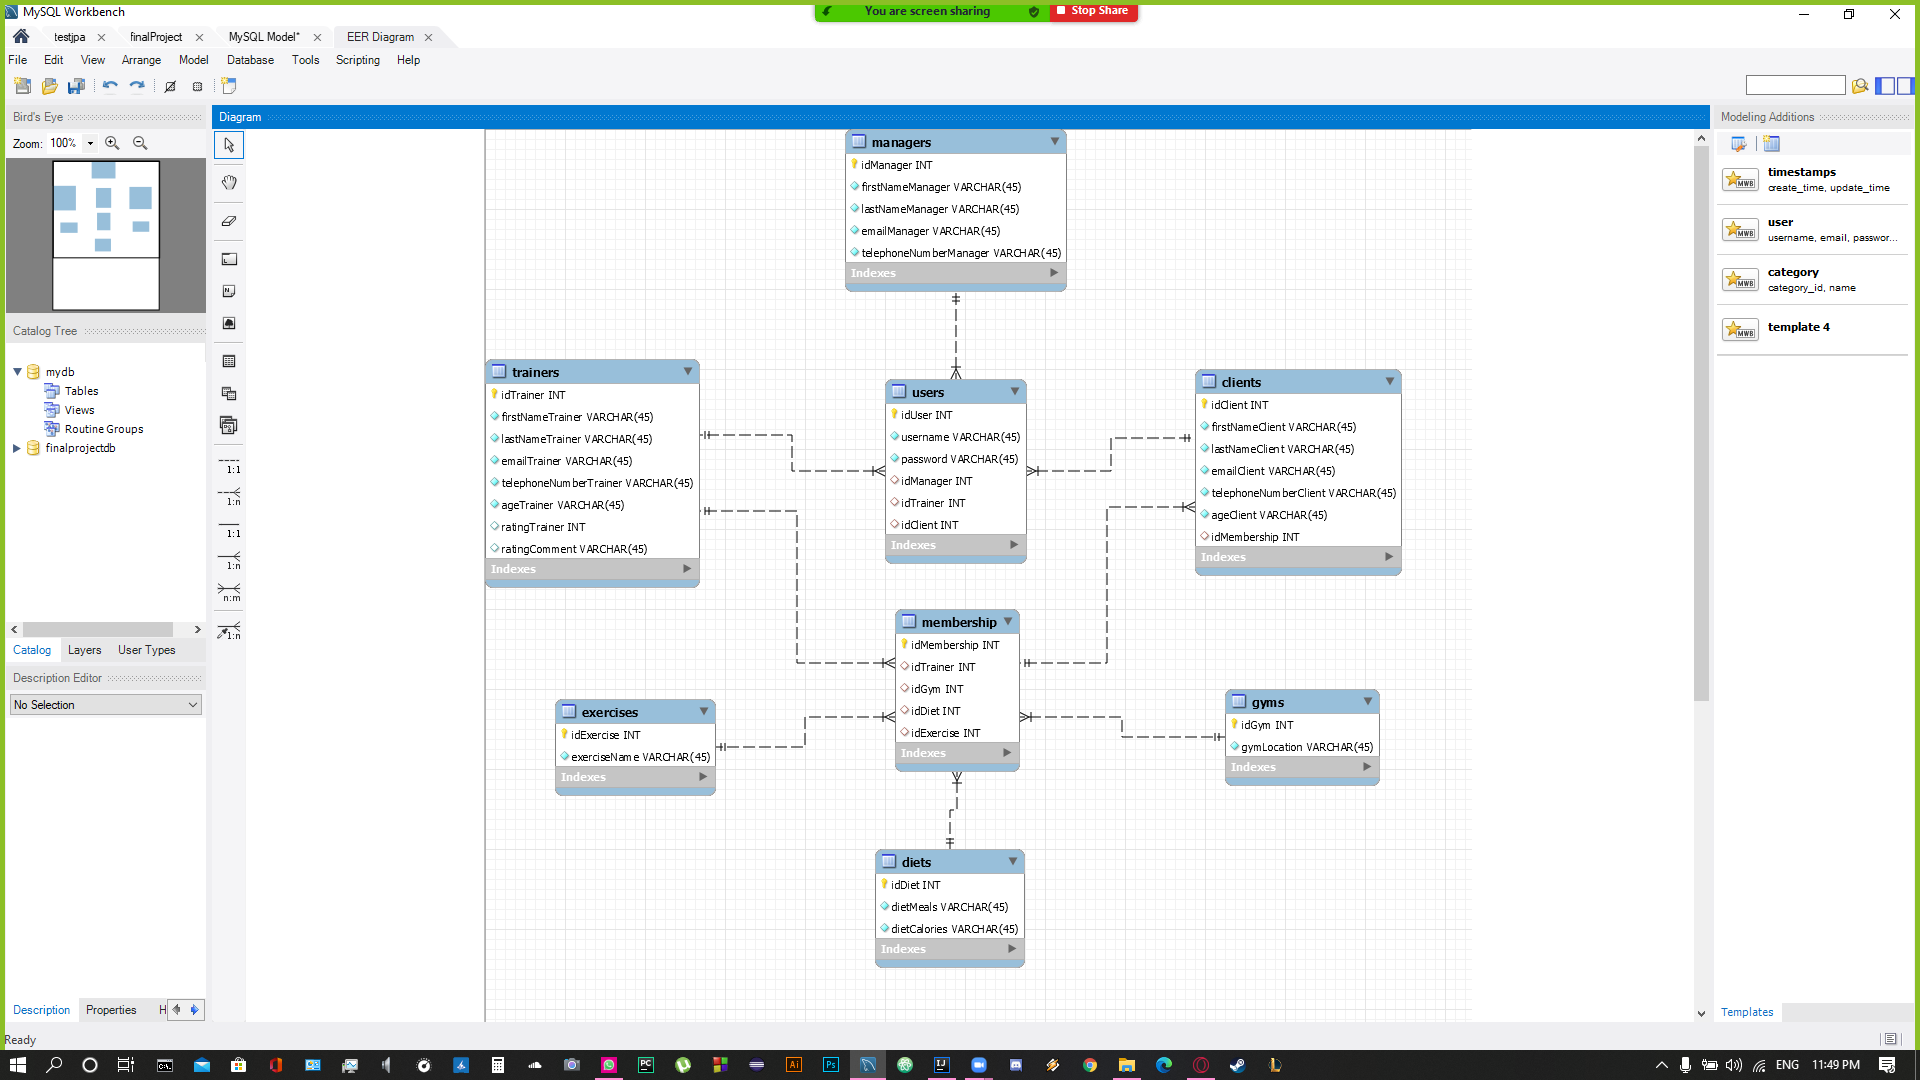 MySQL Workbench
You are screen sharing
Stop Share
testjpa
finalProject
MySQL Model*
EER Diagram
File Edit View Arrange Model Database Tools Scripting Help
Bird's Eye
Zoom: 100%
Catalog Tree
mydb
Tables
Views
Routine Groups
finalprojectdb
Catalog Layers User Types
Description Editor
No Selection
Description Properties H
Ready
Diagram
1:1
1:n
1:1
1:n
n:m
1:n
managers
idManager INT
firstNameManager VARCHAR(45)
lastNameManager VARCHAR(45)
emailManager VARCHAR(45)
telephoneNumberManager VARCHAR(45)
Indexes
trainers
idTrainer INT
firstNameTrainer VARCHAR(45)
lastNameTrainer VARCHAR(45)
emailTrainer VARCHAR(45)
telephoneNumberTrainer VARCHAR(45)
ageTrainer VARCHAR(45)
ratingTrainer INT
ratingComment VARCHAR(45)
Indexes
users
idUser INT
username VARCHAR(45)
password VARCHAR(45)
idManager INT
idTrainer INT
idClient INT
Indexes
clients
idClient INT
firstNameClient VARCHAR(45)
lastNameClient VARCHAR(45)
emailClient VARCHAR(45)
telephoneNumberClient VARCHAR(45)
ageClient VARCHAR(45)
idMembership INT
Indexes
membership
idMembership INT
idTrainer INT
idGym INT
idDiet INT
idExercise INT
Indexes
exercises
idExercise INT
exerciseName VARCHAR(45)
Indexes
gyms
idGym INT
gymLocation VARCHAR(45)
Indexes
diets
idDiet INT
dietMeals VARCHAR(45)
dietCalories VARCHAR(45)
Indexes
Modeling Additions
MWB
timestamps
create_time, update_time
MWB
user
username, email, passwor...
MWB
category
category_id, name
MWB
template 4
Templates
PC
Ai
Ps
IJ
ENG
11:49 PM